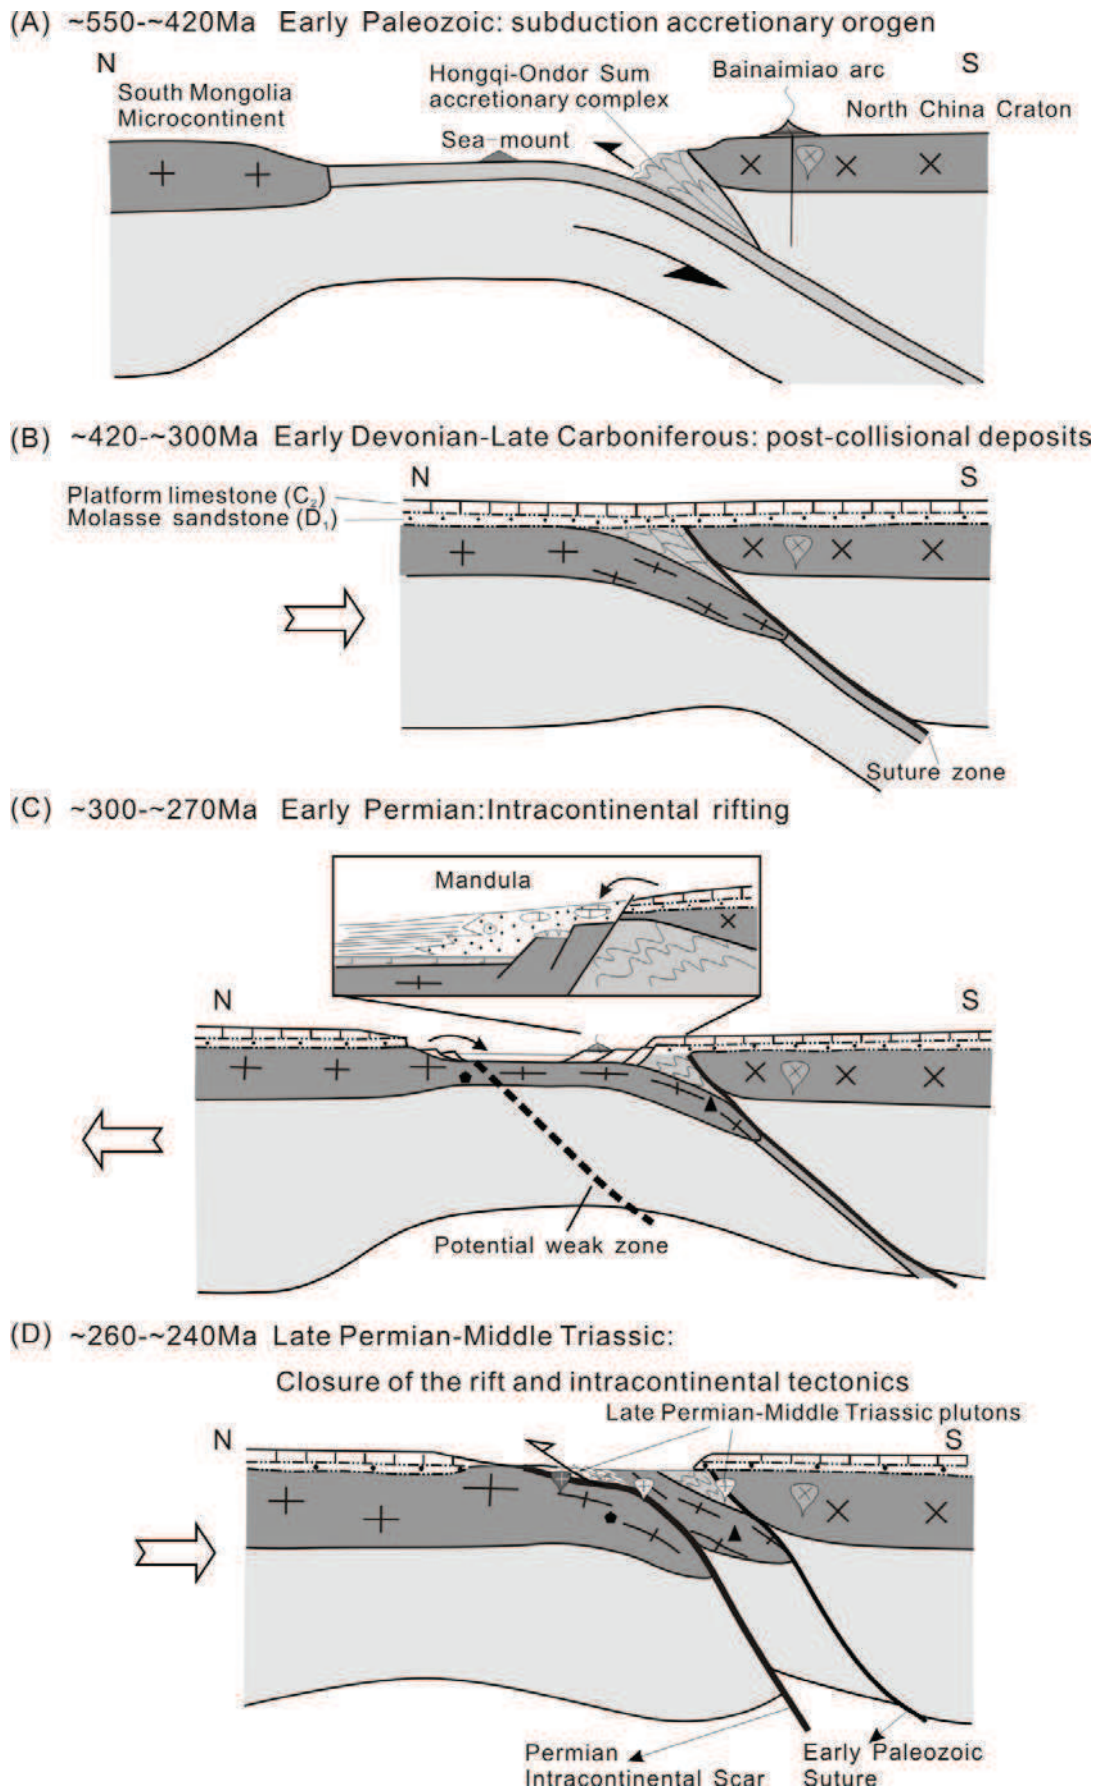 (A) ~550-~420Ma Early Paleozoic: subduction accretionary orogen
N
S
South Mongolia
Microcontinent
Hongqi-Ondor Sum
accretionary complex
Sea-mount
Bainaimiao arc
North China Craton
(B) ~420-~300Ma Early Devonian-Late Carboniferous: post-collisional deposits
N
S
Platform limestone (C₂)
Molasse sandstone (D₁)
Suture zone
(C) ~300-~270Ma Early Permian:Intracontinental rifting
Mandula
N
S
Potential weak zone
(D) ~260-~240Ma Late Permian-Middle Triassic:
Closure of the rift and intracontinental tectonics
Late Permian-Middle Triassic plutons
N
S
Permian
Intracontinental Scar
Early Paleozoic
Suture